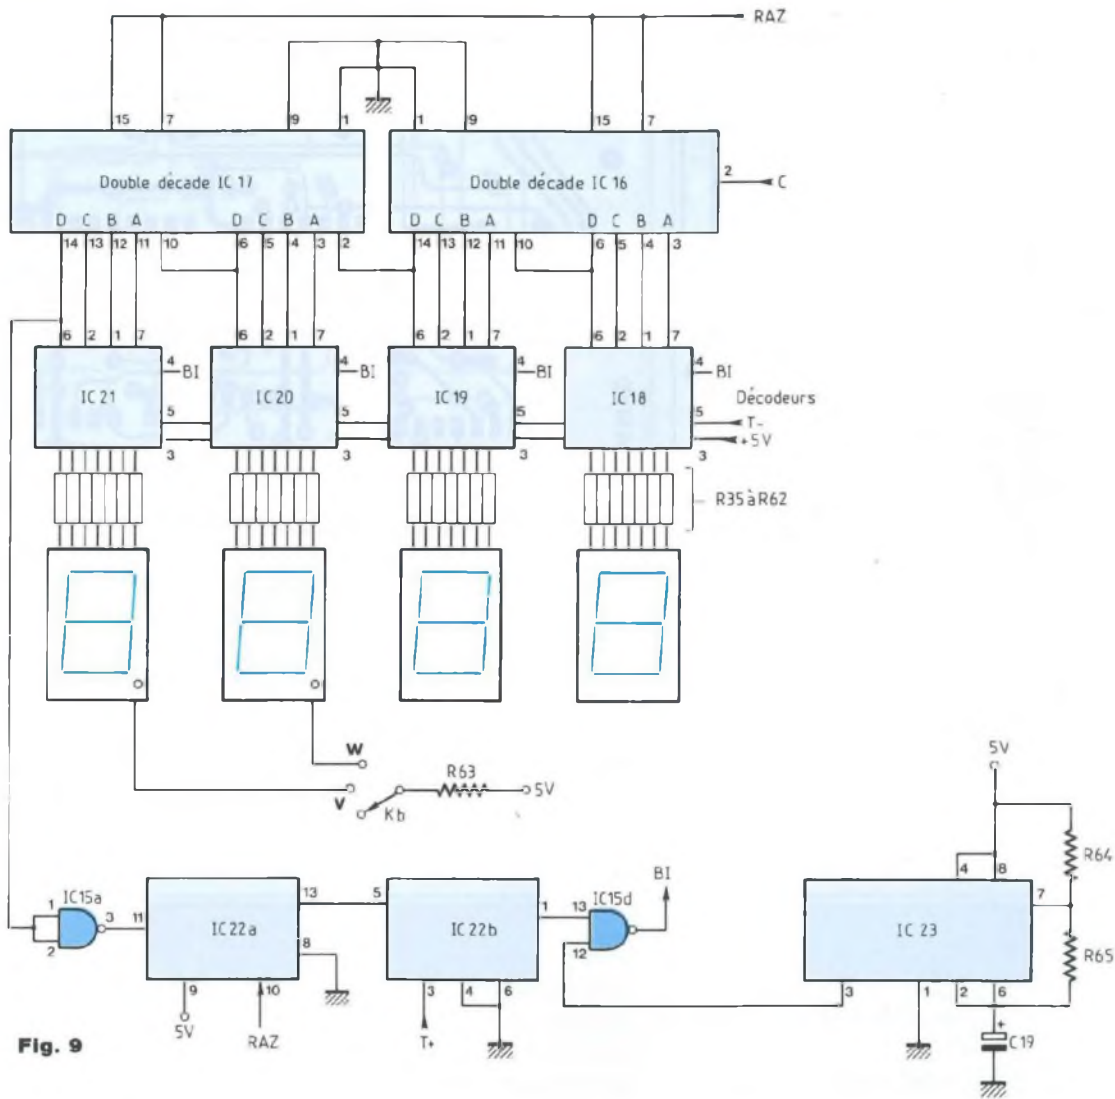 RAZ
15 7 9 1 1 9 15 7
Double décade IC 17
Double décade IC 16
2
C
D C B A D C B A D C B A D C B A
14 13 12 11 10 6 5 4 3 2 14 13 12 11 10 6 5 4 3
6 2 1 7 6 2 1 7 6 2 1 7 6 2 1 7
4 BI 4 BI 4 BI 4 BI
IC 21
IC 20
IC 19
IC 18
Décodeurs
5 5 5 5 T-
+5V
3 3 3 3
R35 à R62
W
V
Kb
R63
5V
5V
R64
R65
4 8
7
IC 23
3 1 2 6
+
C19
IC15a
1
2
3 11
13
IC 22a
8
9 10
5V
RAZ
5
1
IC 22b
3 4 6
T+
13
12
IC15d
BI
Fig. 9